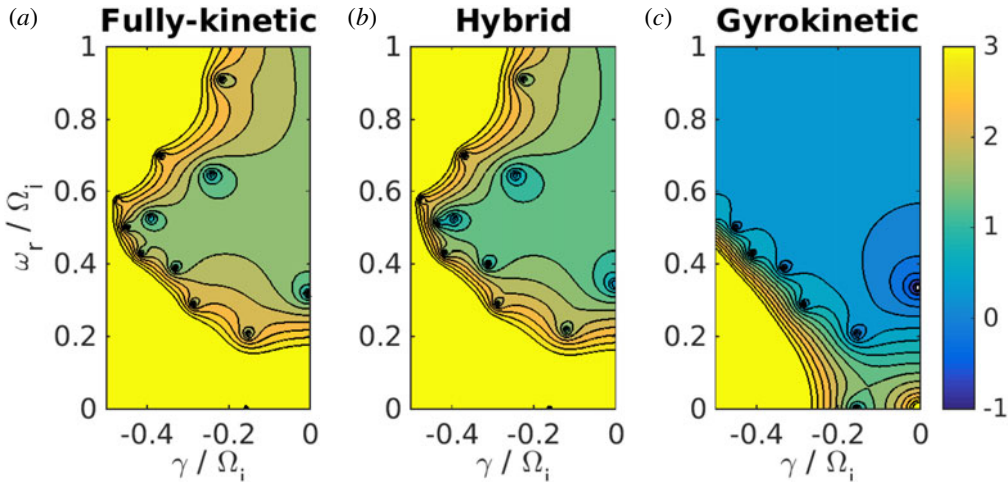 (a) Fully-kinetic (b) Hybrid (c) Gyrokinetic
1 1 1 3
0.8 0.8 0.8
2
0.6 0.6 0.6
ω_r / Ω_i
1
0.4 0.4 0.4
0.2 0.2 0.2 0
0 0 0 -1
-0.4 -0.2 0 -0.4 -0.2 0 -0.4 -0.2 0
γ / Ω_i γ / Ω_i γ / Ω_i